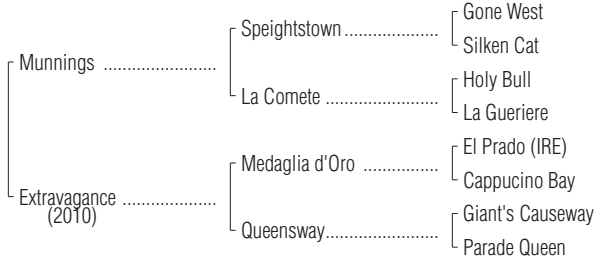 Gone West
Speightstown
Silken Cat
Munnings
Holy Bull
La Comete
La Gueriere
El Prado (IRE)
Medaglia d'Oro
Cappucino Bay
Extravagance
(2010)
Giant's Causeway
Queensway
Parade Queen